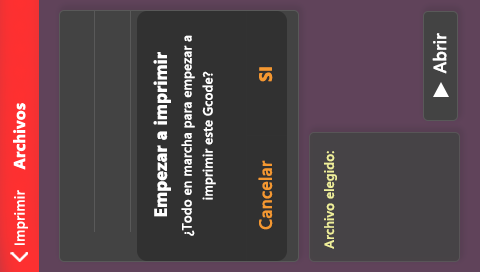 Imprimir Archivos
Empezar a imprimir
¿Todo en marcha para empezar a
imprimir este Gcode?
Cancelar SI
Archivo elegido:
Abrir